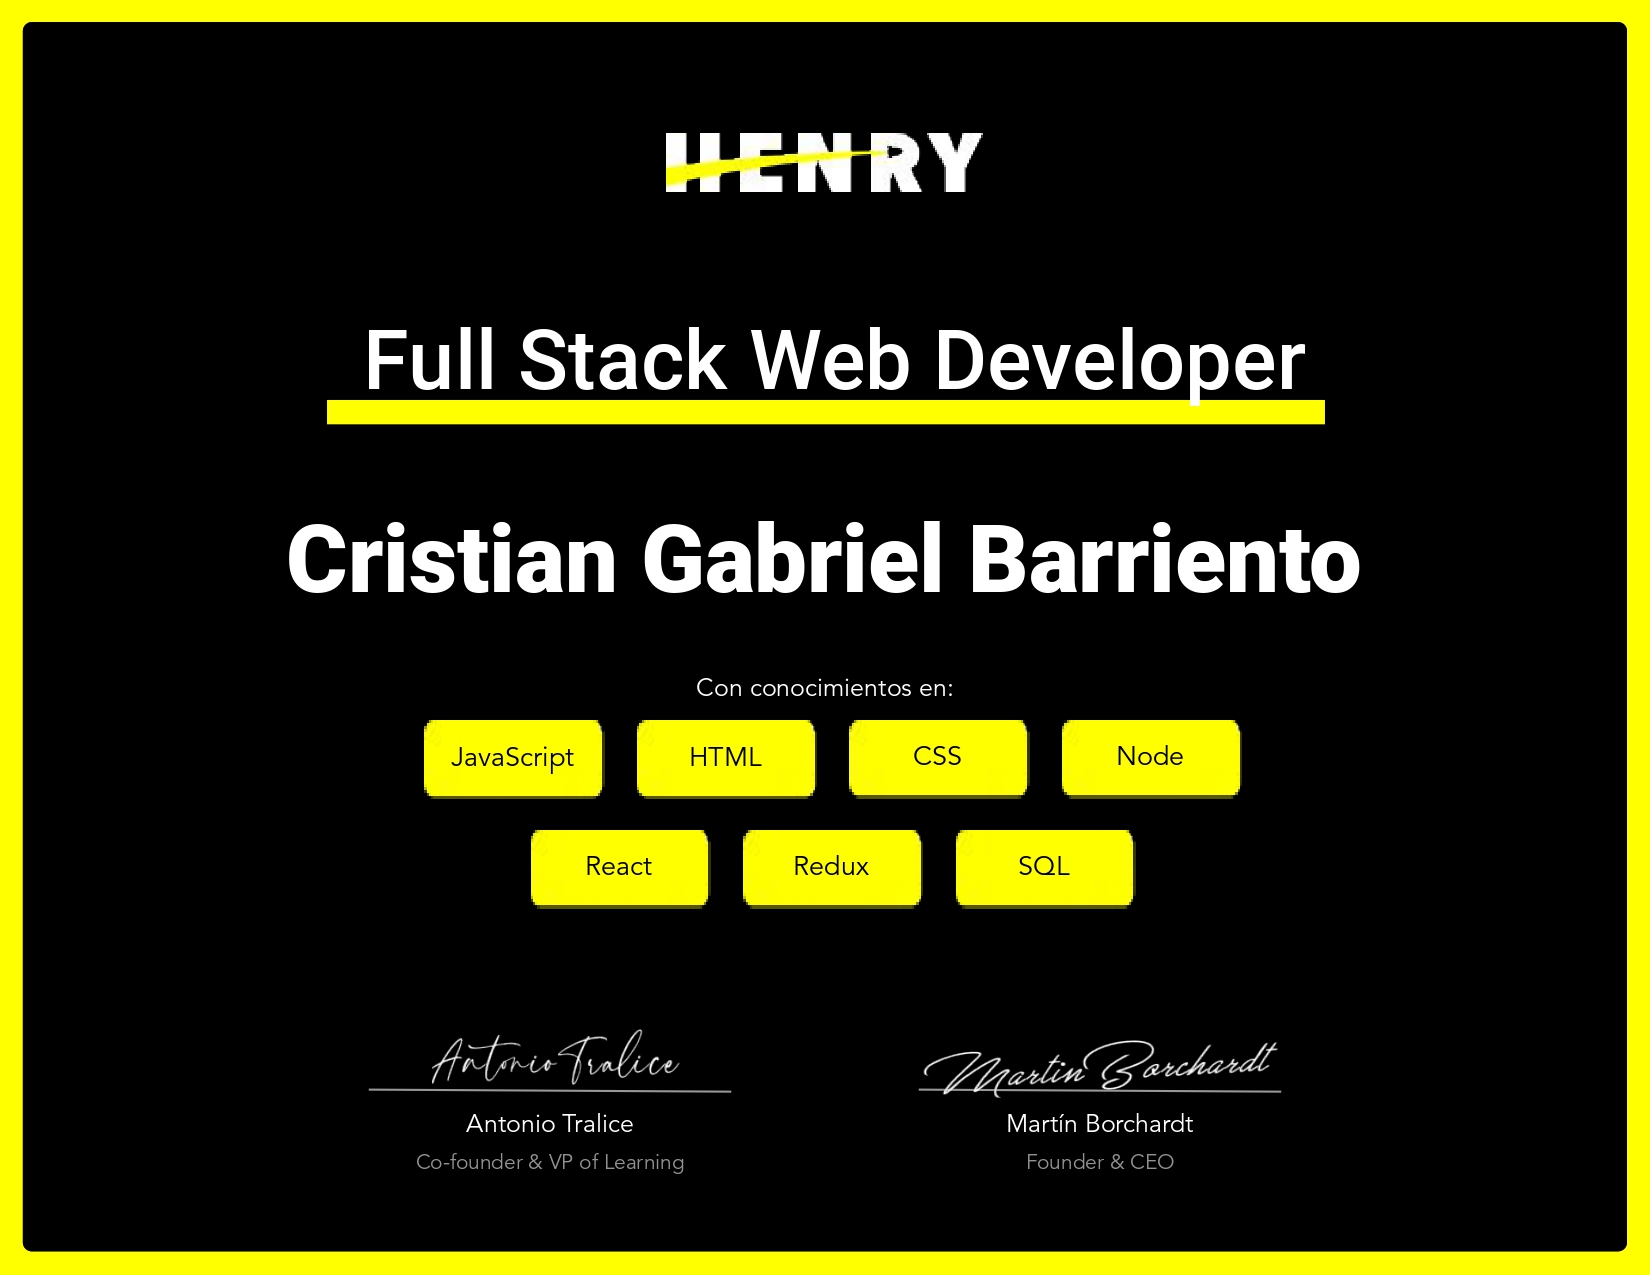 HENRY
Full Stack Web Developer
Cristian Gabriel Barriento
Con conocimientos en:
JavaScript HTML CSS Node
React Redux SQL
Antonio Tralice Martin Borchardt
Antonio Tralice Martín Borchardt
Co-founder & VP of Learning Founder & CEO